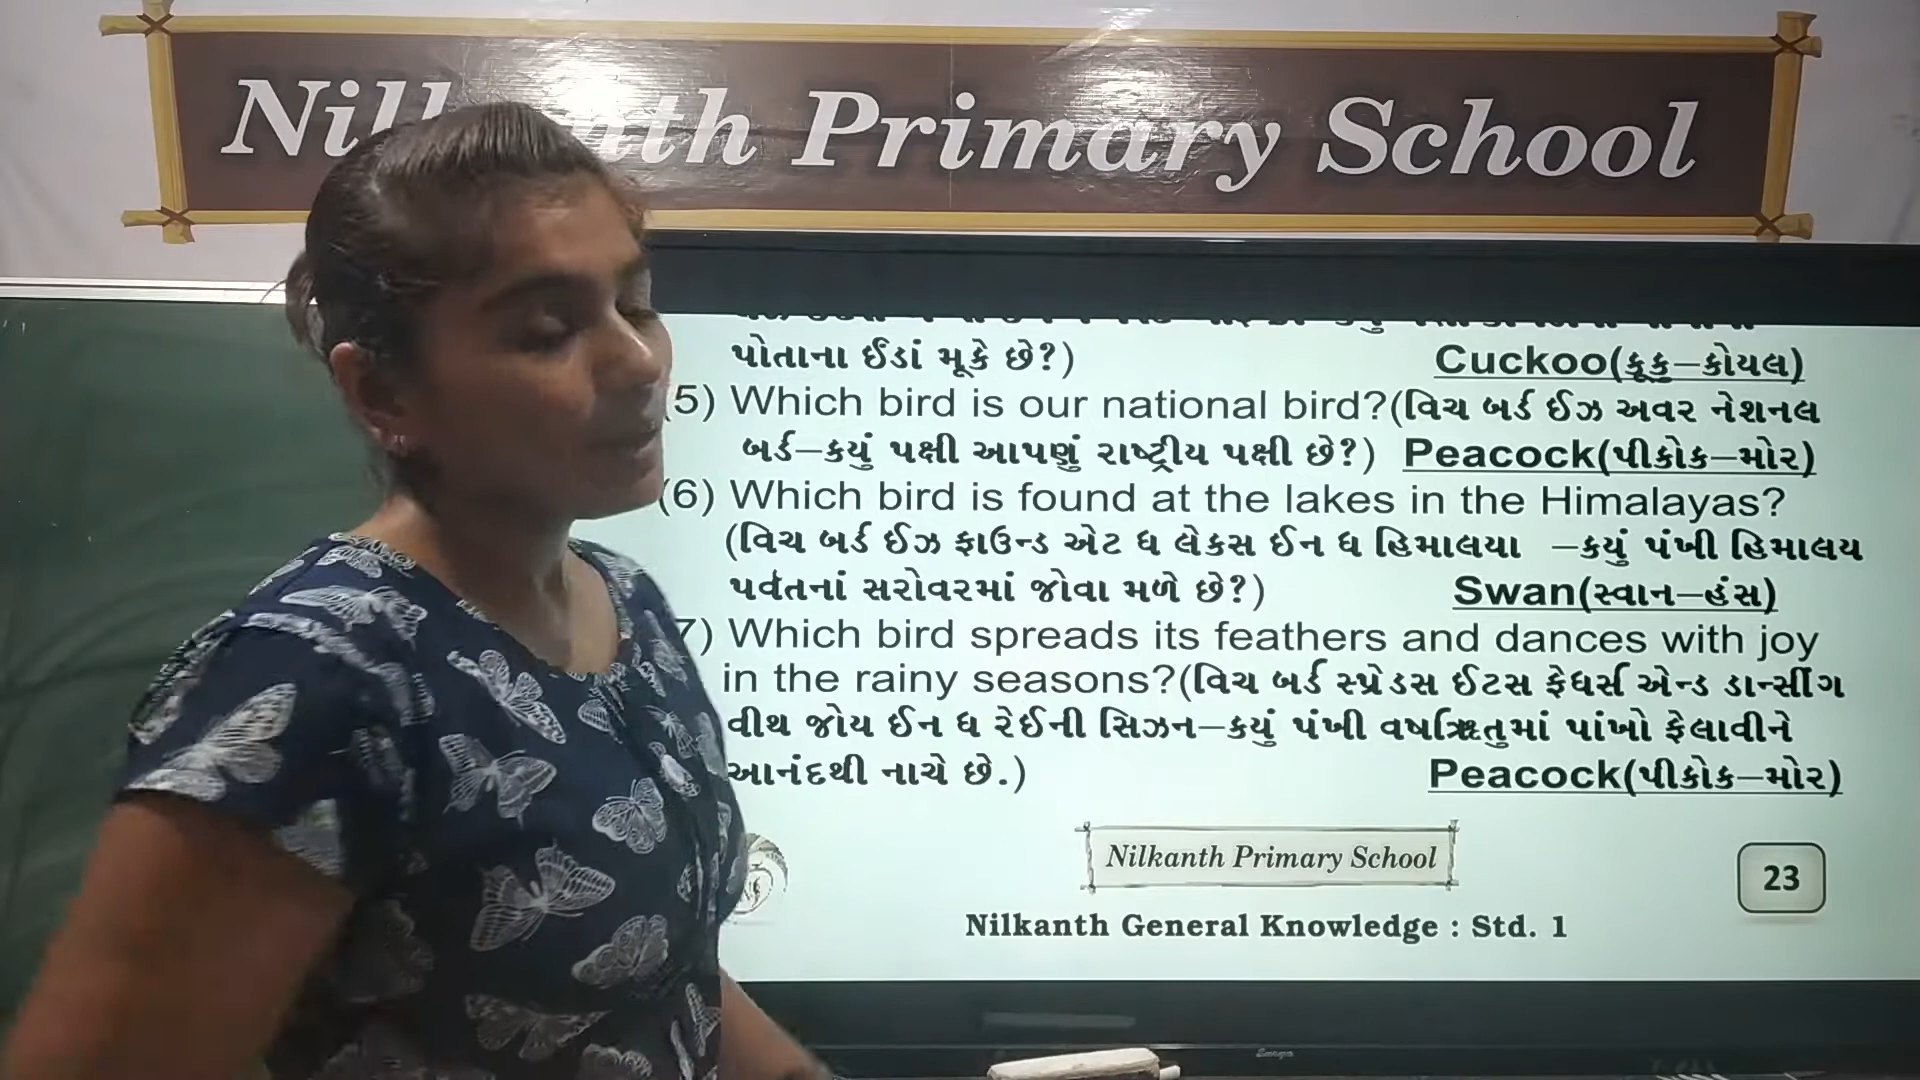 Nilkanth Primary School
પોતાના ઈંડાં મૂકે છે?) Cuckoo(કૂકુ–કોયલ)
(5) Which bird is our national bird?(વિચ બર્ડ ઈઝ અવર નેશનલ
બર્ડ–કયું પક્ષી આપણું રાષ્ટ્રીય પક્ષી છે?) Peacock(પીકોક–મોર)
(6) Which bird is found at the lakes in the Himalayas?
(વિચ બર્ડ ઈઝ ફાઉન્ડ એટ ધ લેકસ ઈન ધ હિમાલયા –કયું પંખી હિમાલય
પર્વતનાં સરોવરમાં જોવા મળે છે?) Swan(સ્વાન–હંસ)
7) Which bird spreads its feathers and dances with joy
in the rainy seasons?(વિચ બર્ડ સ્પ્રેડસ ઈટસ ફેધર્સ એન્ડ ડાન્સીંગ
વીથ જોય ઈન ધ રેઈની સિઝન–કયું પંખી વર્ષાઋતુમાં પાંખો ફેલાવીને
આનંદથી નાચે છે.) Peacock(પીકોક–મોર)
Nilkanth Primary School
23
Nilkanth General Knowledge : Std. 1